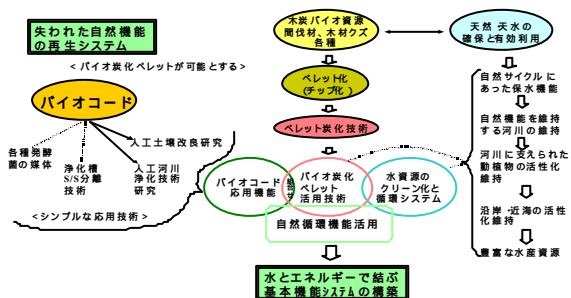 失われた自然機能
の再生システム
<バイオ炭化ペレットが可能とする>
バイオコード
人工土壌改良研究
各種発酵
菌の媒体
浄化槽
S/S分離
技術
人工河川
浄化技術
研究
<シンプルな応用技術>
木炭バイオ資源
間伐材、木材クズ
各種
ペレット化
(チップ化)
ペレット炭化技術
バイオコード
応用機能
バイオ炭化
ペレット
活用技術
水資源の
クリーン化と
循環システム
自然循環機能活用
水とエネルギーで結ぶ
基本機能システムの構築
天然・天水の
確保と有効利用
自然サイクルに
あった保水機能
自然機能を維持
する河川の維持
河川に支えられた
動植物の活性化
維持
沿岸・近海の活性
化維持
豊富な水産資源